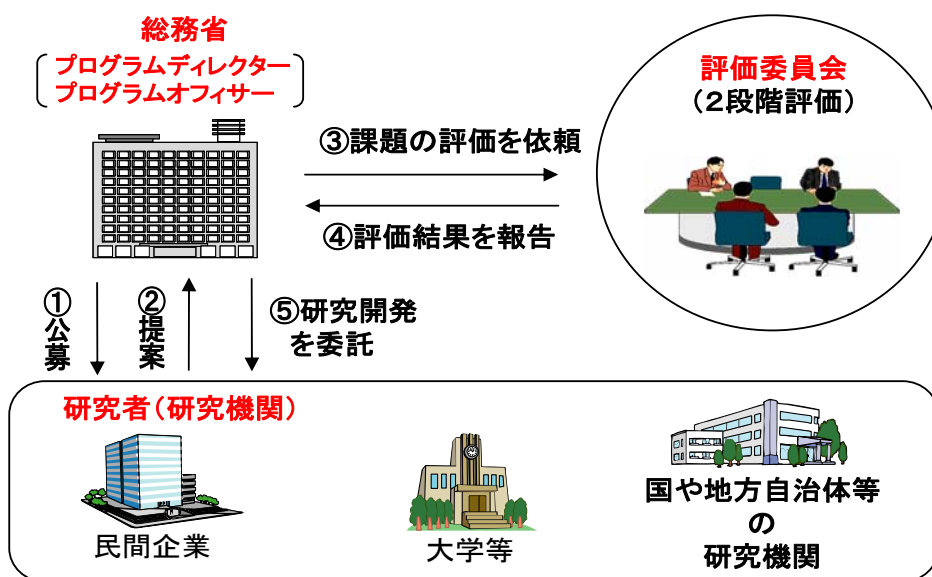 総務省
プログラムディレクター
プログラムオフィサー
評価委員会
(2段階評価)
③課題の評価を依頼
④評価結果を報告
①公募
②提案
⑤研究開発
を委託
研究者(研究機関)
民間企業
大学等
国や地方自治体等
の
研究機関